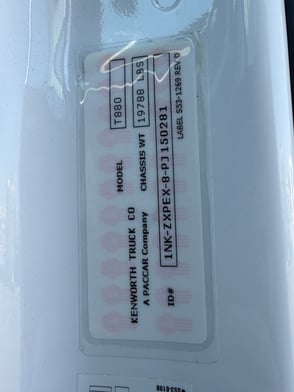 KENWORTH TRUCK CO
A PACCAR Company
MODEL T880
CHASSIS WT 19788 LBS
ID# 1NK-ZXPEX-8-PJ150281
LABEL S53-1269 REV 0